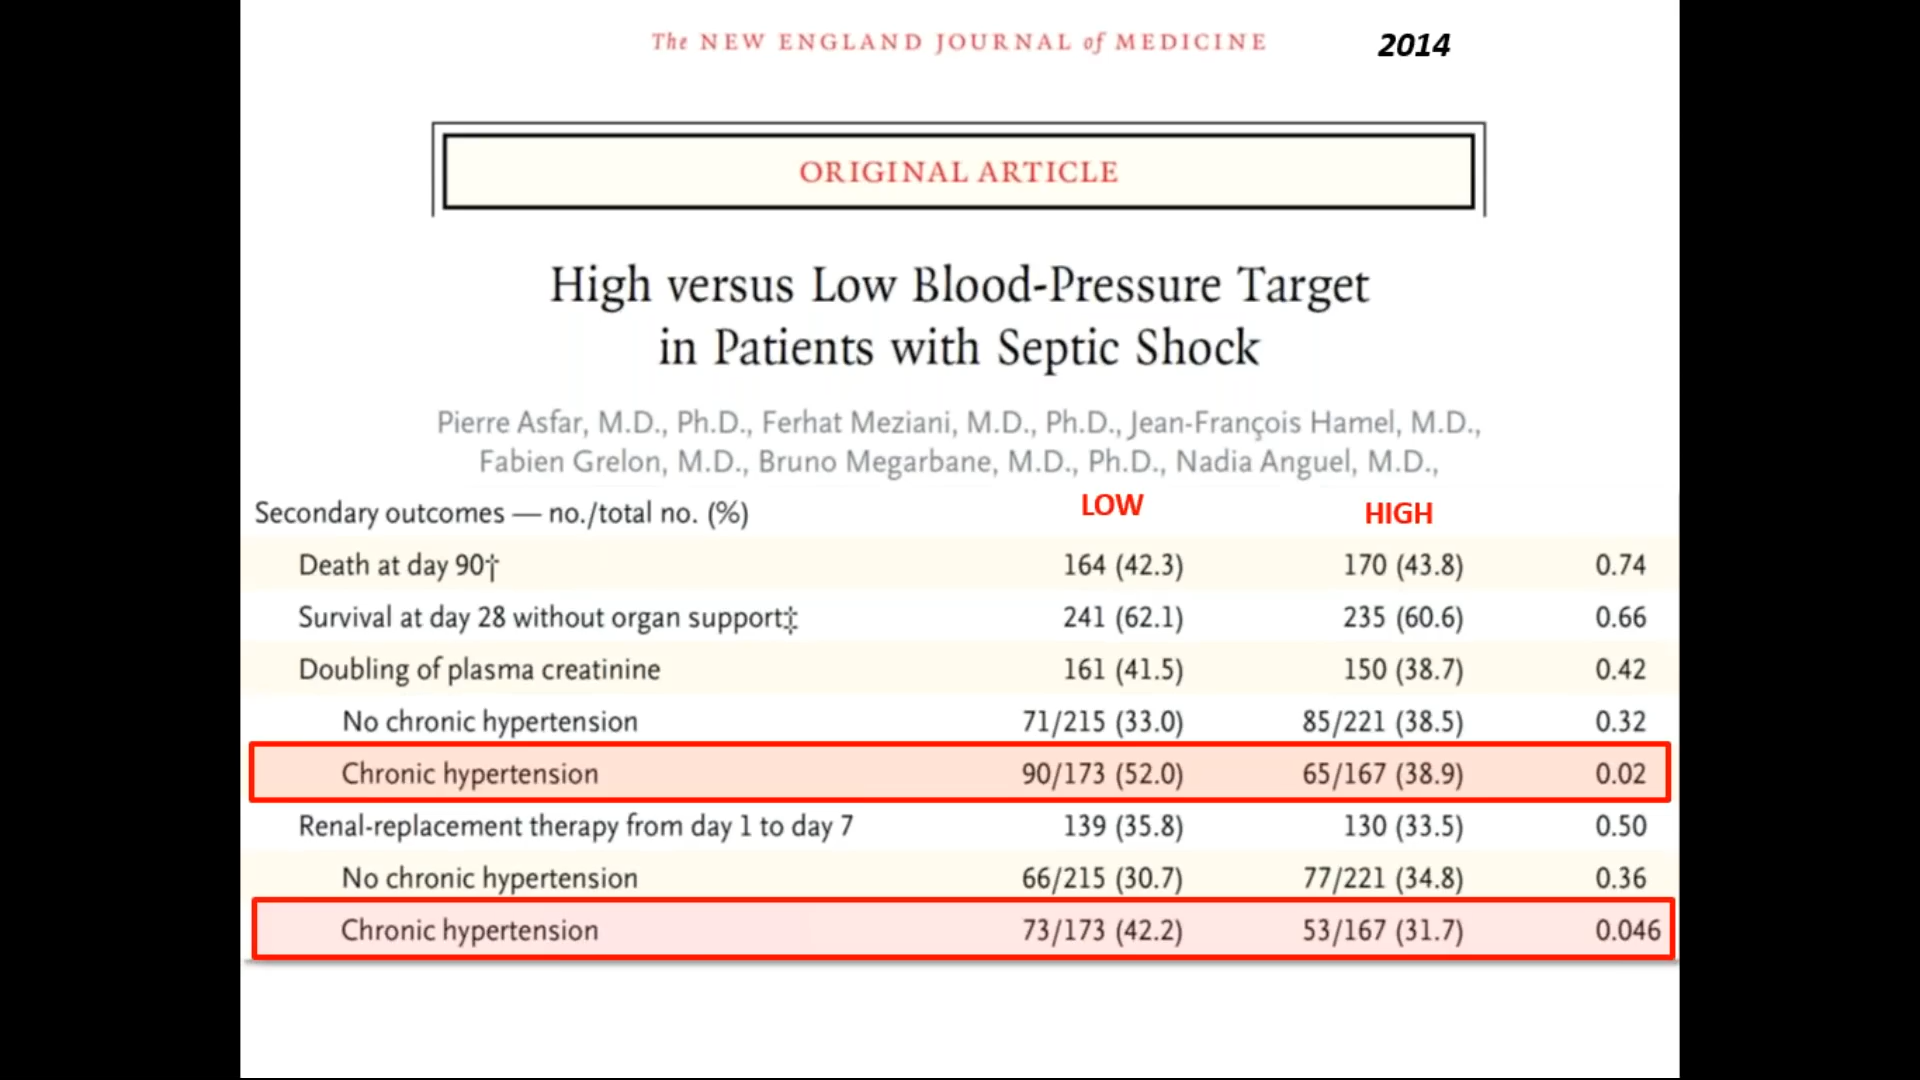 The NEW ENGLAND JOURNAL of MEDICINE 2014
ORIGINAL ARTICLE
High versus Low Blood-Pressure Target
in Patients with Septic Shock
Pierre Asfar, M.D., Ph.D., Ferhat Meziani, M.D., Ph.D., Jean-François Hamel, M.D.,
Fabien Grelon, M.D., Bruno Megarbane, M.D., Ph.D., Nadia Anguel, M.D.,
Secondary outcomes — no./total no. (%) LOW HIGH
Death at day 90† 164 (42.3) 170 (43.8) 0.74
Survival at day 28 without organ support‡ 241 (62.1) 235 (60.6) 0.66
Doubling of plasma creatinine 161 (41.5) 150 (38.7) 0.42
No chronic hypertension 71/215 (33.0) 85/221 (38.5) 0.32
Chronic hypertension 90/173 (52.0) 65/167 (38.9) 0.02
Renal-replacement therapy from day 1 to day 7 139 (35.8) 130 (33.5) 0.50
No chronic hypertension 66/215 (30.7) 77/221 (34.8) 0.36
Chronic hypertension 73/173 (42.2) 53/167 (31.7) 0.046